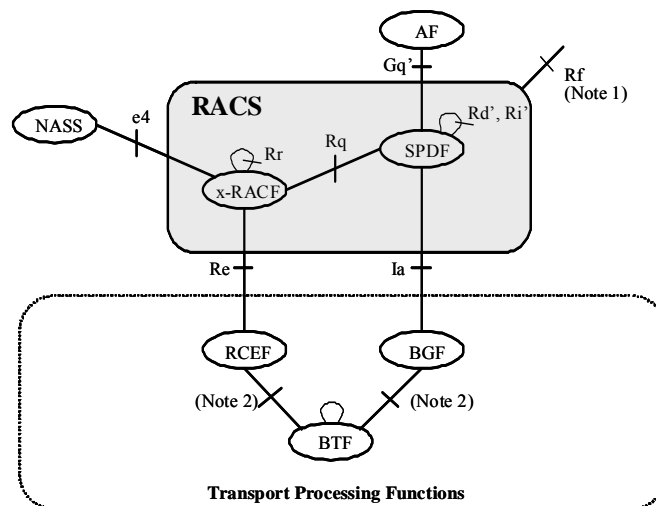 AF
Gq’
Rf
(Note 1)
RACS
Rd’, Ri’
NASS
e4
Rr
Rq
SPDF
x-RACF
Re
Ia
RCEF
BGF
(Note 2)
(Note 2)
BTF
Transport Processing Functions